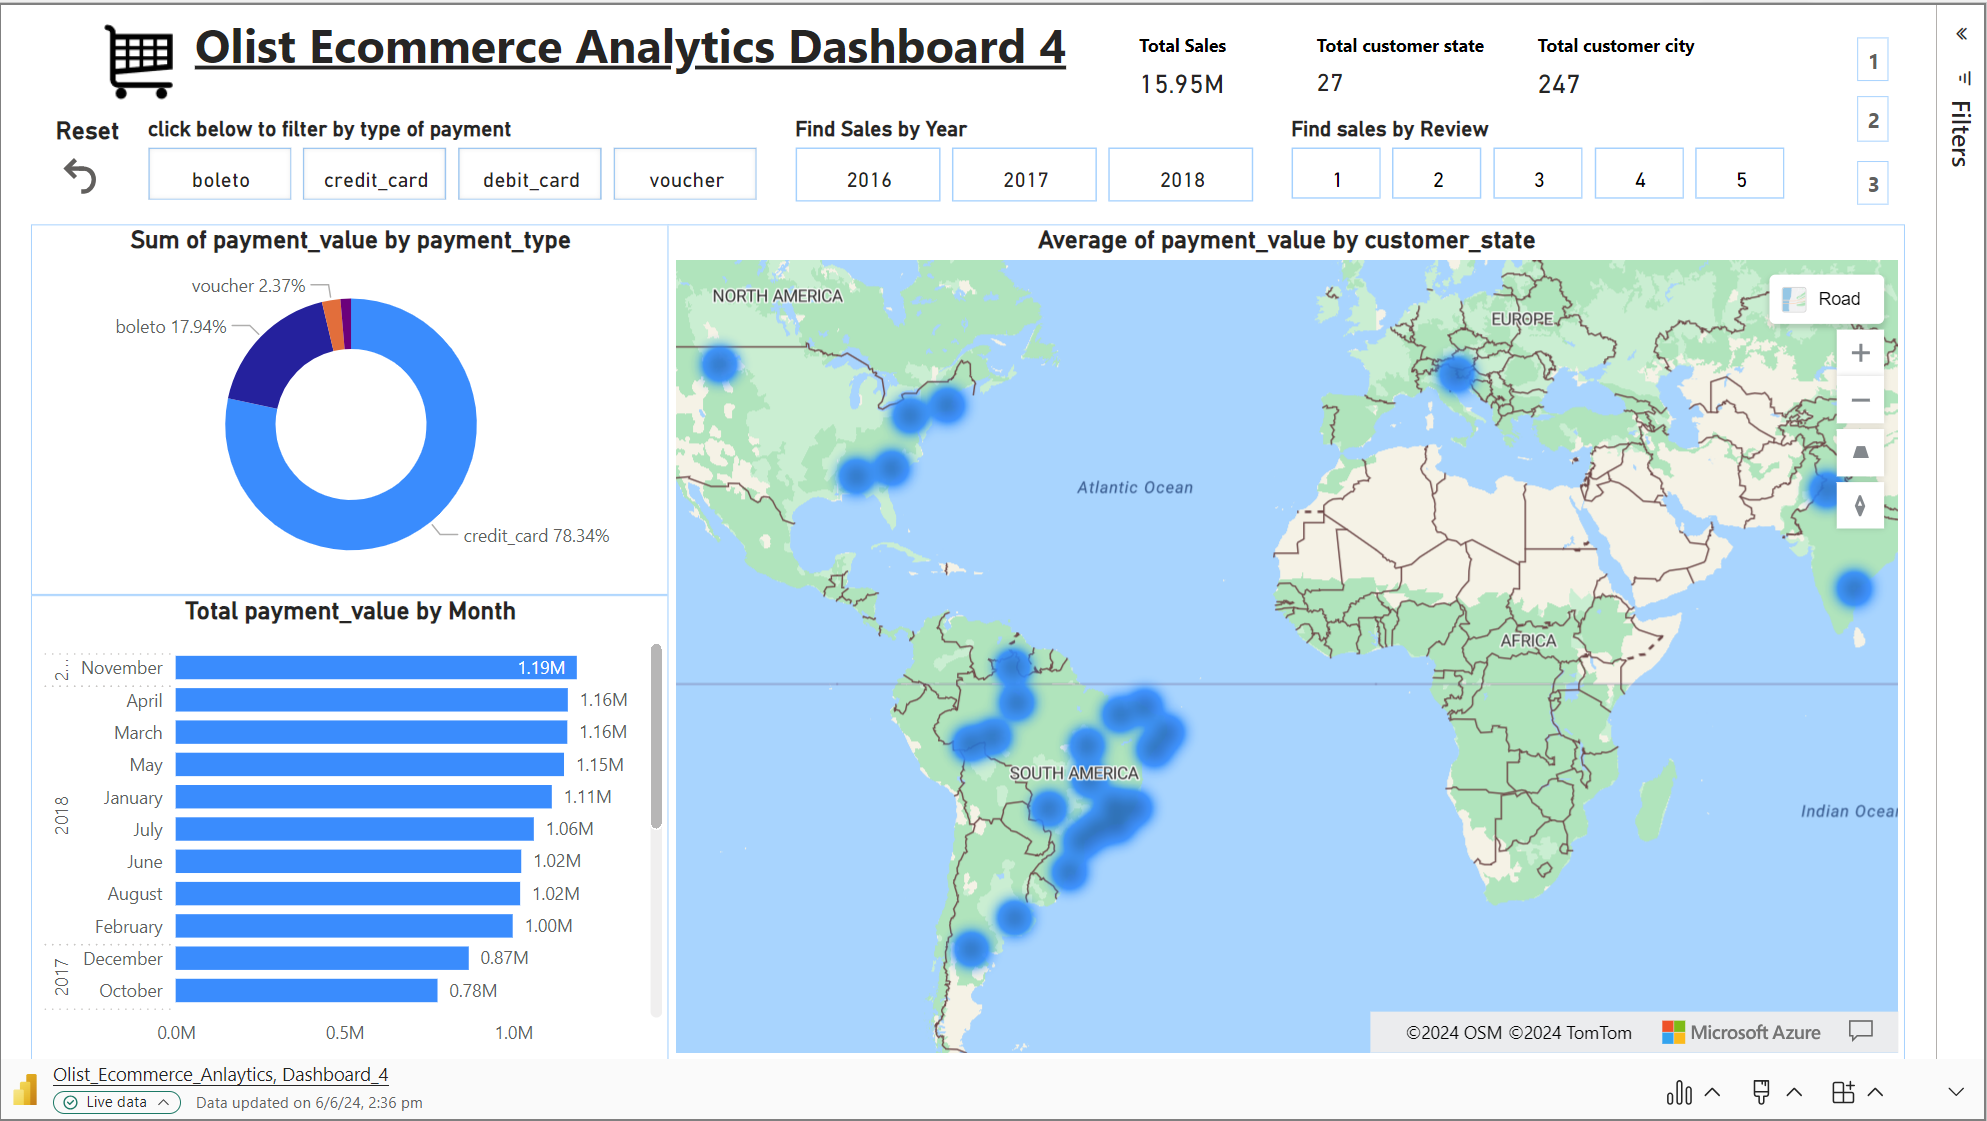 Olist Ecommerce Analytics Dashboard 4
Total Sales
15.95M
Total customer state
27
Total customer city
247
1
2
3
Filters
Reset
click below to filter by type of payment
boleto
credit_card
debit_card
voucher
Find Sales by Year
2016
2017
2018
Find sales by Review
1
2
3
4
5
Sum of payment_value by payment_type
voucher 2.37%
boleto 17.94%
credit_card 78.34%
Total payment_value by Month
2...
November 1.19M
2018
April 1.16M
March 1.16M
May 1.15M
January 1.11M
July 1.06M
June 1.02M
August 1.02M
February 1.00M
2017
December 0.87M
October 0.78M
0.0M 0.5M 1.0M
Average of payment_value by customer_state
NORTH AMERICA
EUROPE
Road
Atlantic Ocean
AFRICA
SOUTH AMERICA
Indian Ocean
©2024 OSM ©2024 TomTom
Microsoft Azure
Olist_Ecommerce_Anlaytics, Dashboard_4
Live data
Data updated on 6/6/24, 2:36 pm